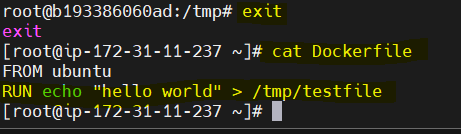 root@b193386060ad:/tmp# exit
exit
[root@ip-172-31-11-237 ~]# cat Dockerfile
FROM ubuntu
RUN echo "hello world" > /tmp/testfile
[root@ip-172-31-11-237 ~]#